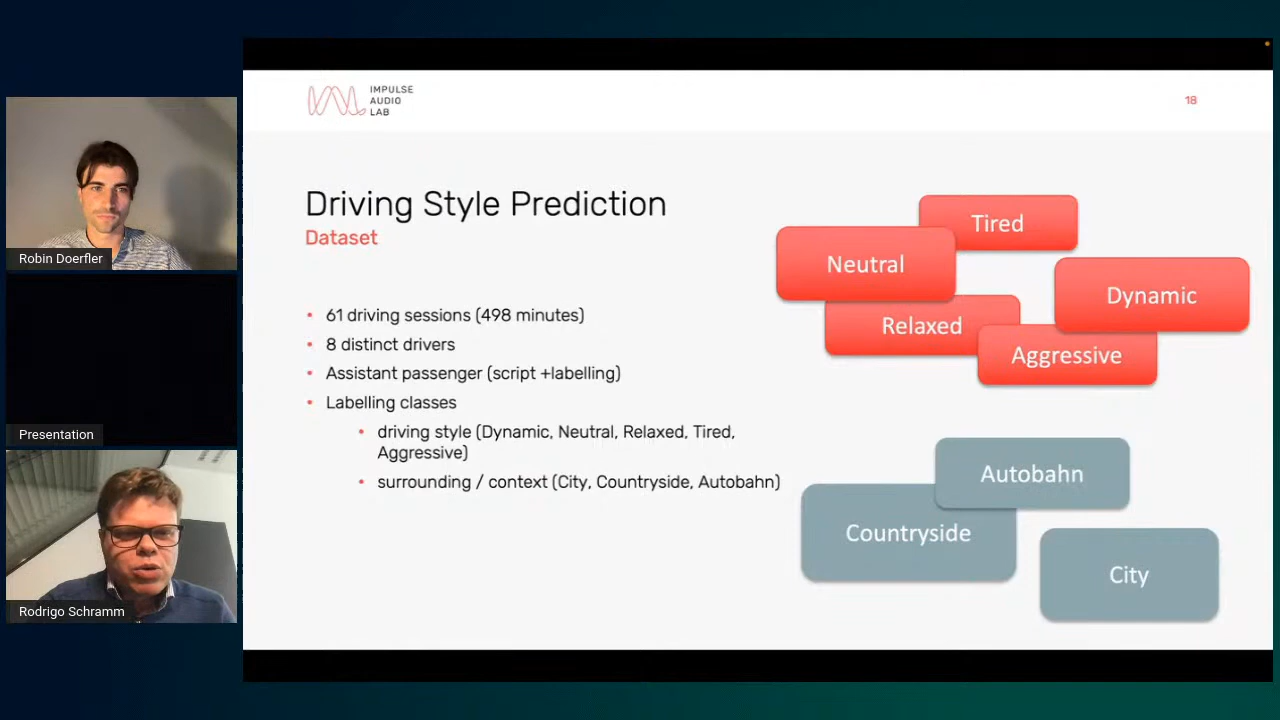 IMPULSE
AUDIO
LAB
18
Driving Style Prediction
Dataset
• 61 driving sessions (498 minutes)
• 8 distinct drivers
• Assistant passenger (script +labelling)
• Labelling classes
• driving style (Dynamic, Neutral, Relaxed, Tired,
Aggressive)
• surrounding / context (City, Countryside, Autobahn)
Tired
Neutral
Dynamic
Relaxed
Aggressive
Autobahn
Countryside
City
Robin Doerfler
Presentation
Rodrigo Schramm